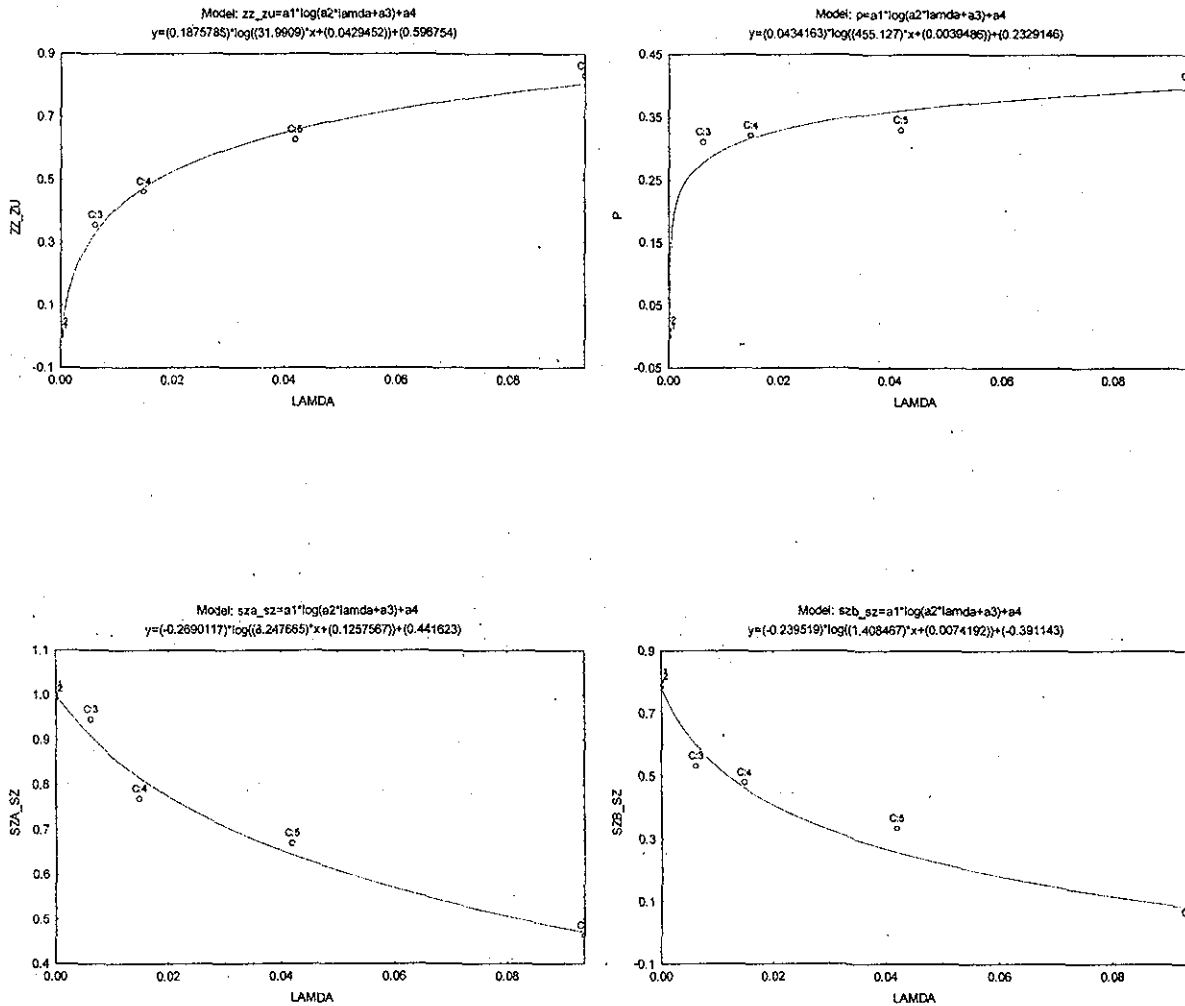 Model: zz_zu=a1*log(a2*lamda+a3)+a4
y=(0.1875785)*log((31.9909)*x+(0.0429452))+(0.596754)
0.9
0.7
0.5
0.3
0.1
-0.1
ZZ_ZU
C:3
C:4
C:5
C
2
1
0.00 0.02 0.04 0.06 0.08
LAMDA
Model: p=a1*log(a2*lamda+a3)+a4
y=(0.0434163)*log((455.127)*x+(0.0039486))+(0.2329146)
0.45
0.35
0.25
0.15
0.05
-0.05
P
C:3
C:4
C:5
C
2
1
0.00 0.02 0.04 0.06 0.08
LAMDA
Model: sza_sz=a1*log(a2*lamda+a3)+a4
y=(-0.2690117)*log((8.247665)*x+(0.1257567))+(0.441623)
1.1
1.0
0.9
0.8
0.7
0.6
0.5
0.4
SZA_SZ
1
2
C:3
C:4
C:5
C
0.00 0.02 0.04 0.06 0.08
LAMDA
Model: szb_sz=a1*log(a2*lamda+a3)+a4
y=(-0.239519)*log((1.408467)*x+(0.0074192))+(-0.391143)
0.9
0.7
0.5
0.3
0.1
-0.1
SZB_SZ
1
2
C:3
C:4
C:5
C
0.00 0.02 0.04 0.06 0.08
LAMDA